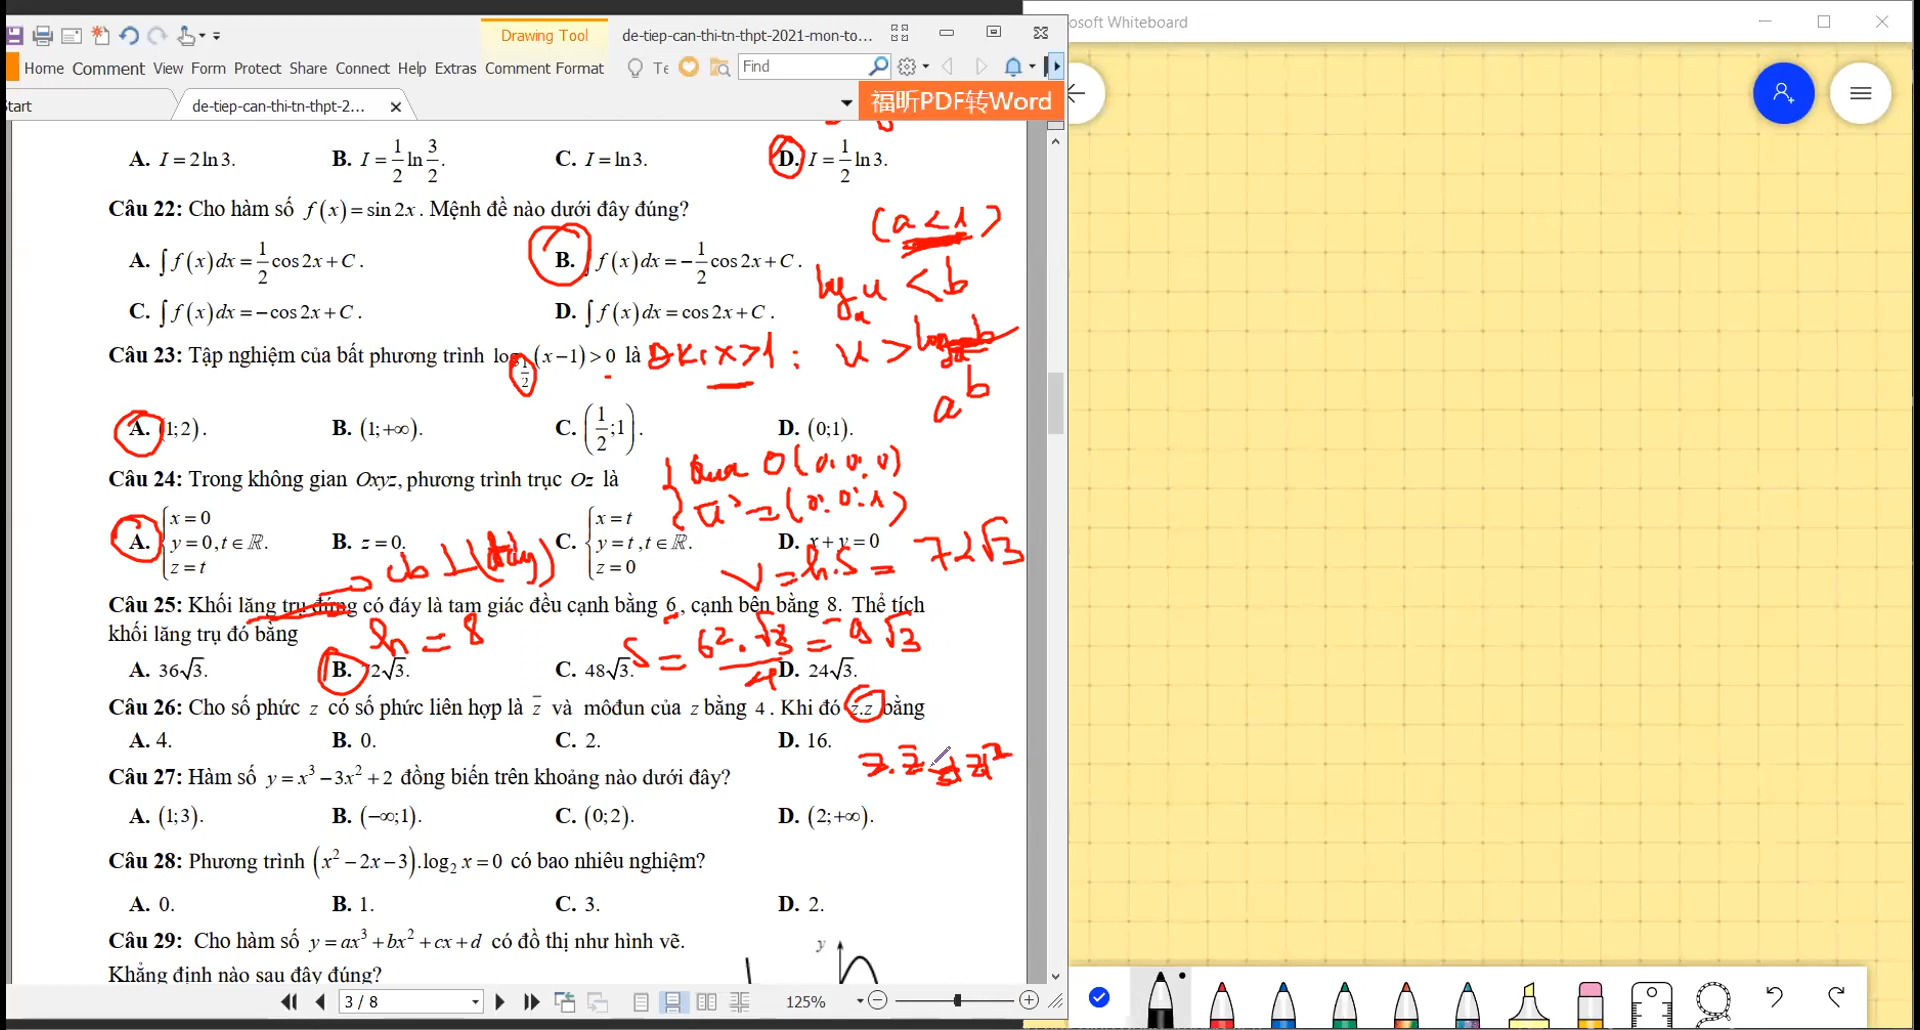 Microsoft Whiteboard
Drawing Tool
de-tiep-can-thi-tn-thpt-2021-mon-to...
Home Comment View Form Protect Share Connect Help Extras Comment Format Te Find
tart
de-tiep-can-thi-tn-thpt-2...
福昕PDF转Word
A. I = 2ln3. B. I = 1/2 ln 3/2. C. I = ln3. D. I = 1/2 ln3.
Câu 22: Cho hàm số f(x) = sin2x. Mệnh đề nào dưới đây đúng?
(a < 1)
A. ∫f(x)dx = 1/2 cos2x + C. B. ∫f(x)dx = -1/2 cos2x + C.
log_a u < b
C. ∫f(x)dx = -cos2x + C. D. ∫f(x)dx = cos2x + C.
Câu 23: Tập nghiệm của bất phương trình log_1/2 (x-1) > 0 là ĐK: x > 1 ; u >
a^b
A. (1;2). B. (1;+∞). C. (1/2;1). D. (0;1).
Qua O(0,0,0)
Câu 24: Trong không gian Oxyz, phương trình trục Oz là
u = (0;0;1)
A. { x = 0 y = 0, t ∈ ℝ. z = t B. z = 0. C. { x = t y = t, t ∈ ℝ. z = 0 D. x + y = 0
cb ⊥ (đáy)
V = h.S = 72√3
Câu 25: Khối lăng trụ đứng có đáy là tam giác đều cạnh bằng 6, cạnh bên bằng 8. Thể tích
khối lăng trụ đó bằng
h = 8
S = 6².√3/4 = 9√3
A. 36√3. B. 72√3. C. 48√3. D. 24√3.
Câu 26: Cho số phức z có số phức liên hợp là z̄ và môđun của z bằng 4. Khi đó z.z̄ bằng
A. 4. B. 0. C. 2. D. 16.
z.z̄ = |z|²
Câu 27: Hàm số y = x³ - 3x² + 2 đồng biến trên khoảng nào dưới đây?
A. (1;3). B. (-∞;1). C. (0;2). D. (2;+∞).
Câu 28: Phương trình (x² - 2x - 3).log₂ x = 0 có bao nhiêu nghiệm?
A. 0. B. 1. C. 3. D. 2.
Câu 29: Cho hàm số y = ax³ + bx² + cx + d có đồ thị như hình vẽ.
y
Khẳng định nào sau đây đúng?
3 / 8
125%